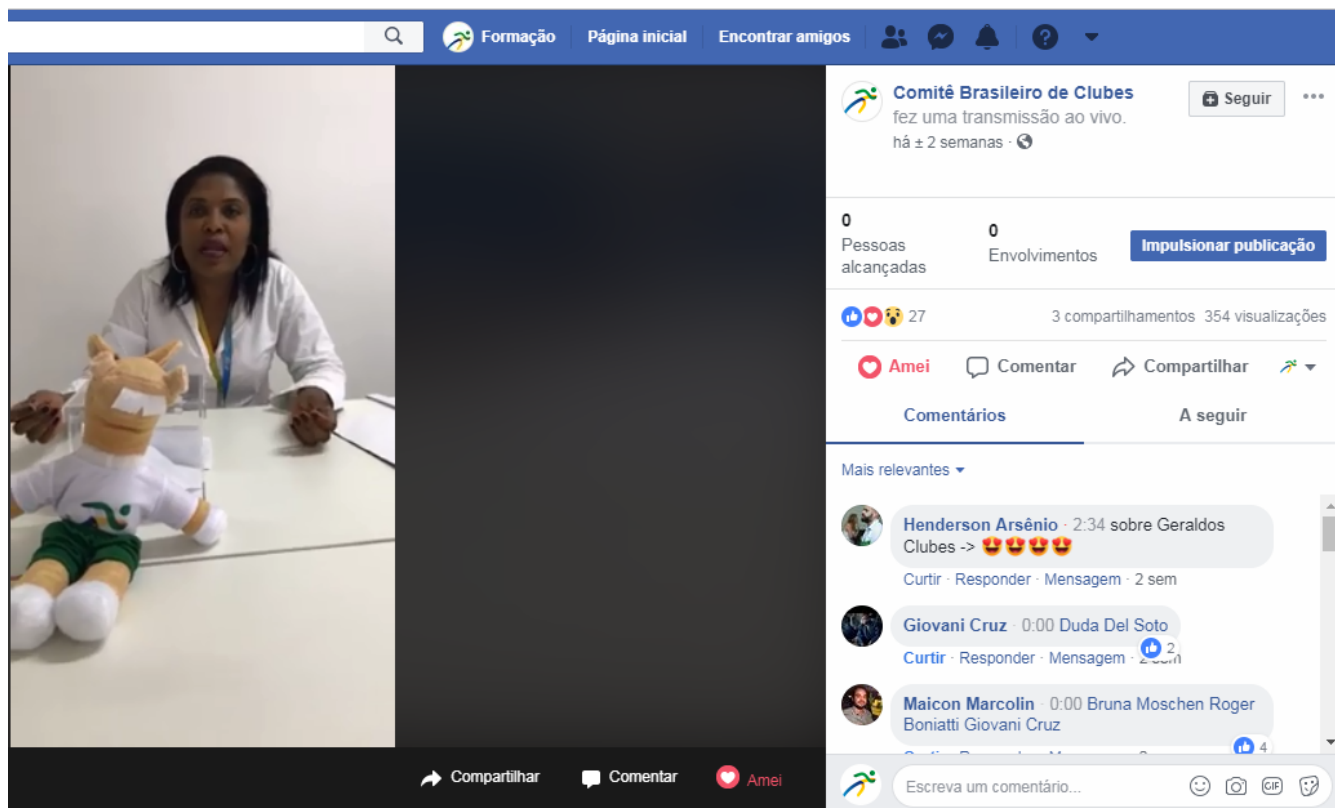 Formação Página inicial Encontrar amigos
Comitê Brasileiro de Clubes
Seguir
fez uma transmissão ao vivo.
há ± 2 semanas ·
0
Pessoas
alcançadas
0
Envolvimentos
Impulsionar publicação
27
3 compartilhamentos 354 visualizações
Amei Comentar Compartilhar
Comentários A seguir
Mais relevantes
Henderson Arsênio · 2:34 sobre Geraldos
Clubes ->
Curtir · Responder · Mensagem · 2 sem
Giovani Cruz · 0:00 Duda Del Soto
2
Curtir · Responder · Mensagem · 2 sem
Maicon Marcolin · 0:00 Bruna Moschen Roger
Boniatti Giovani Cruz
4
Compartilhar Comentar Amei
Escreva um comentário... GIF